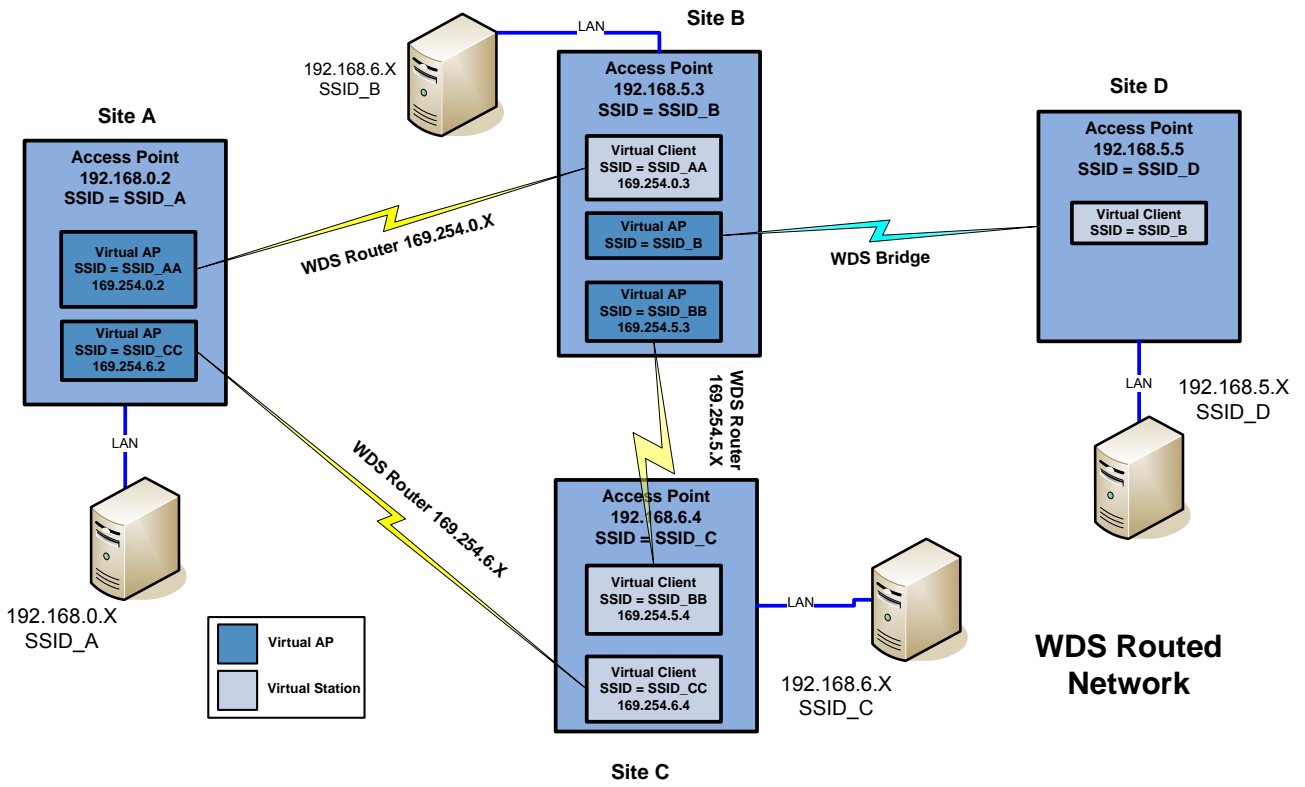 Site B
LAN
192.168.6.X
SSID_B
Access Point
192.168.5.3
SSID = SSID_B
Virtual Client
SSID = SSID_AA
169.254.0.3
Virtual AP
SSID = SSID_B
Virtual AP
SSID = SSID_BB
169.254.5.3
Site D
Access Point
192.168.5.5
SSID = SSID_D
Virtual Client
SSID = SSID_B
LAN
192.168.5.X
SSID_D
Site A
Access Point
192.168.0.2
SSID = SSID_A
Virtual AP
SSID = SSID_AA
169.254.0.2
Virtual AP
SSID = SSID_CC
169.254.6.2
LAN
192.168.0.X
SSID_A
WDS Router 169.254.0.X
WDS Bridge
WDS Router
169.254.5.X
WDS Router 169.254.6.X
Access Point
192.168.6.4
SSID = SSID_C
Virtual Client
SSID = SSID_BB
169.254.5.4
Virtual Client
SSID = SSID_CC
169.254.6.4
LAN
192.168.6.X
SSID_C
Site C
Virtual AP
Virtual Station
WDS Routed
Network